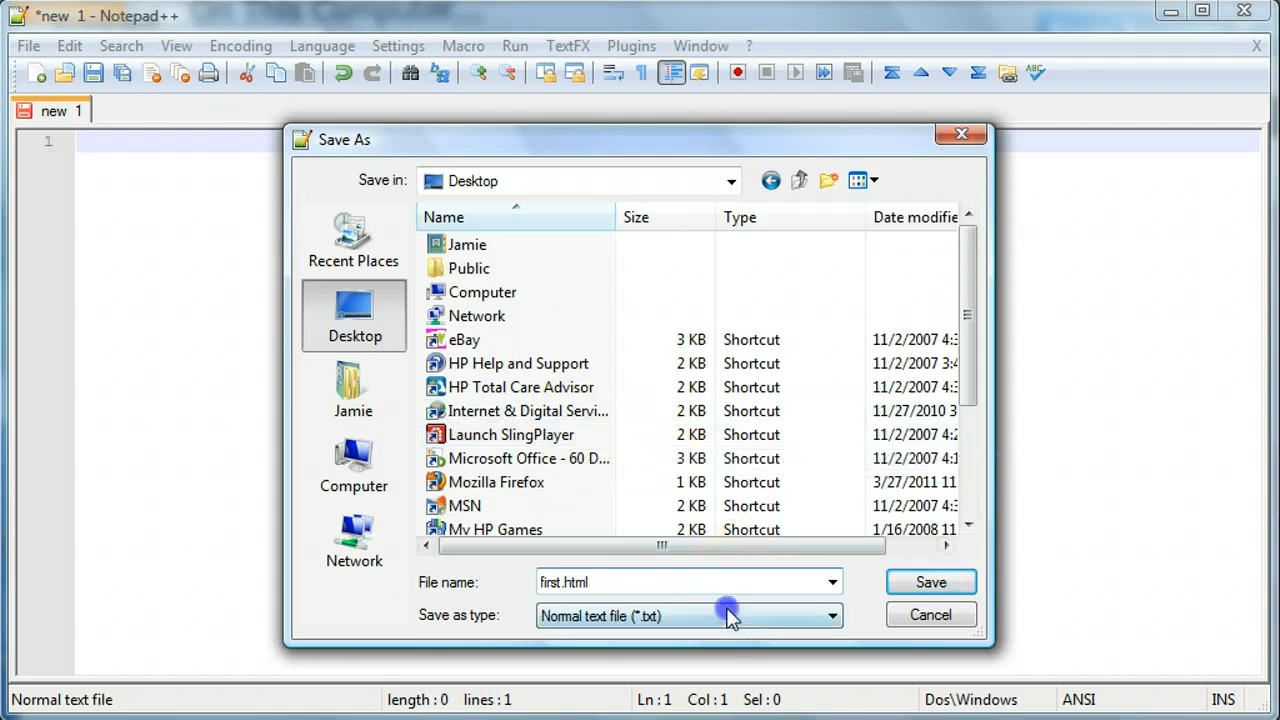 *new 1 - Notepad++
File Edit Search View Encoding Language Settings Macro Run TextFX Plugins Window ? X
new 1
1
Save As
Save in: Desktop
Name Size Type Date modifie
Recent Places
Desktop
Jamie
Computer
Network
Jamie
Public
Computer
Network
eBay 3 KB Shortcut 11/2/2007 4:3
HP Help and Support 2 KB Shortcut 11/2/2007 3:4
HP Total Care Advisor 2 KB Shortcut 11/2/2007 4:3
Internet & Digital Servi... 2 KB Shortcut 11/27/2010 3
Launch SlingPlayer 2 KB Shortcut 11/2/2007 4:2
Microsoft Office - 60 D... 3 KB Shortcut 11/2/2007 4:1
Mozilla Firefox 1 KB Shortcut 3/27/2011 11
MSN 2 KB Shortcut 11/2/2007 4:3
My HP Games 2 KB Shortcut 1/16/2008 11
File name: first.html Save
Save as type: Normal text file (*.txt) Cancel
Normal text file length : 0 lines : 1 Ln : 1 Col : 1 Sel : 0 Dos\Windows ANSI INS